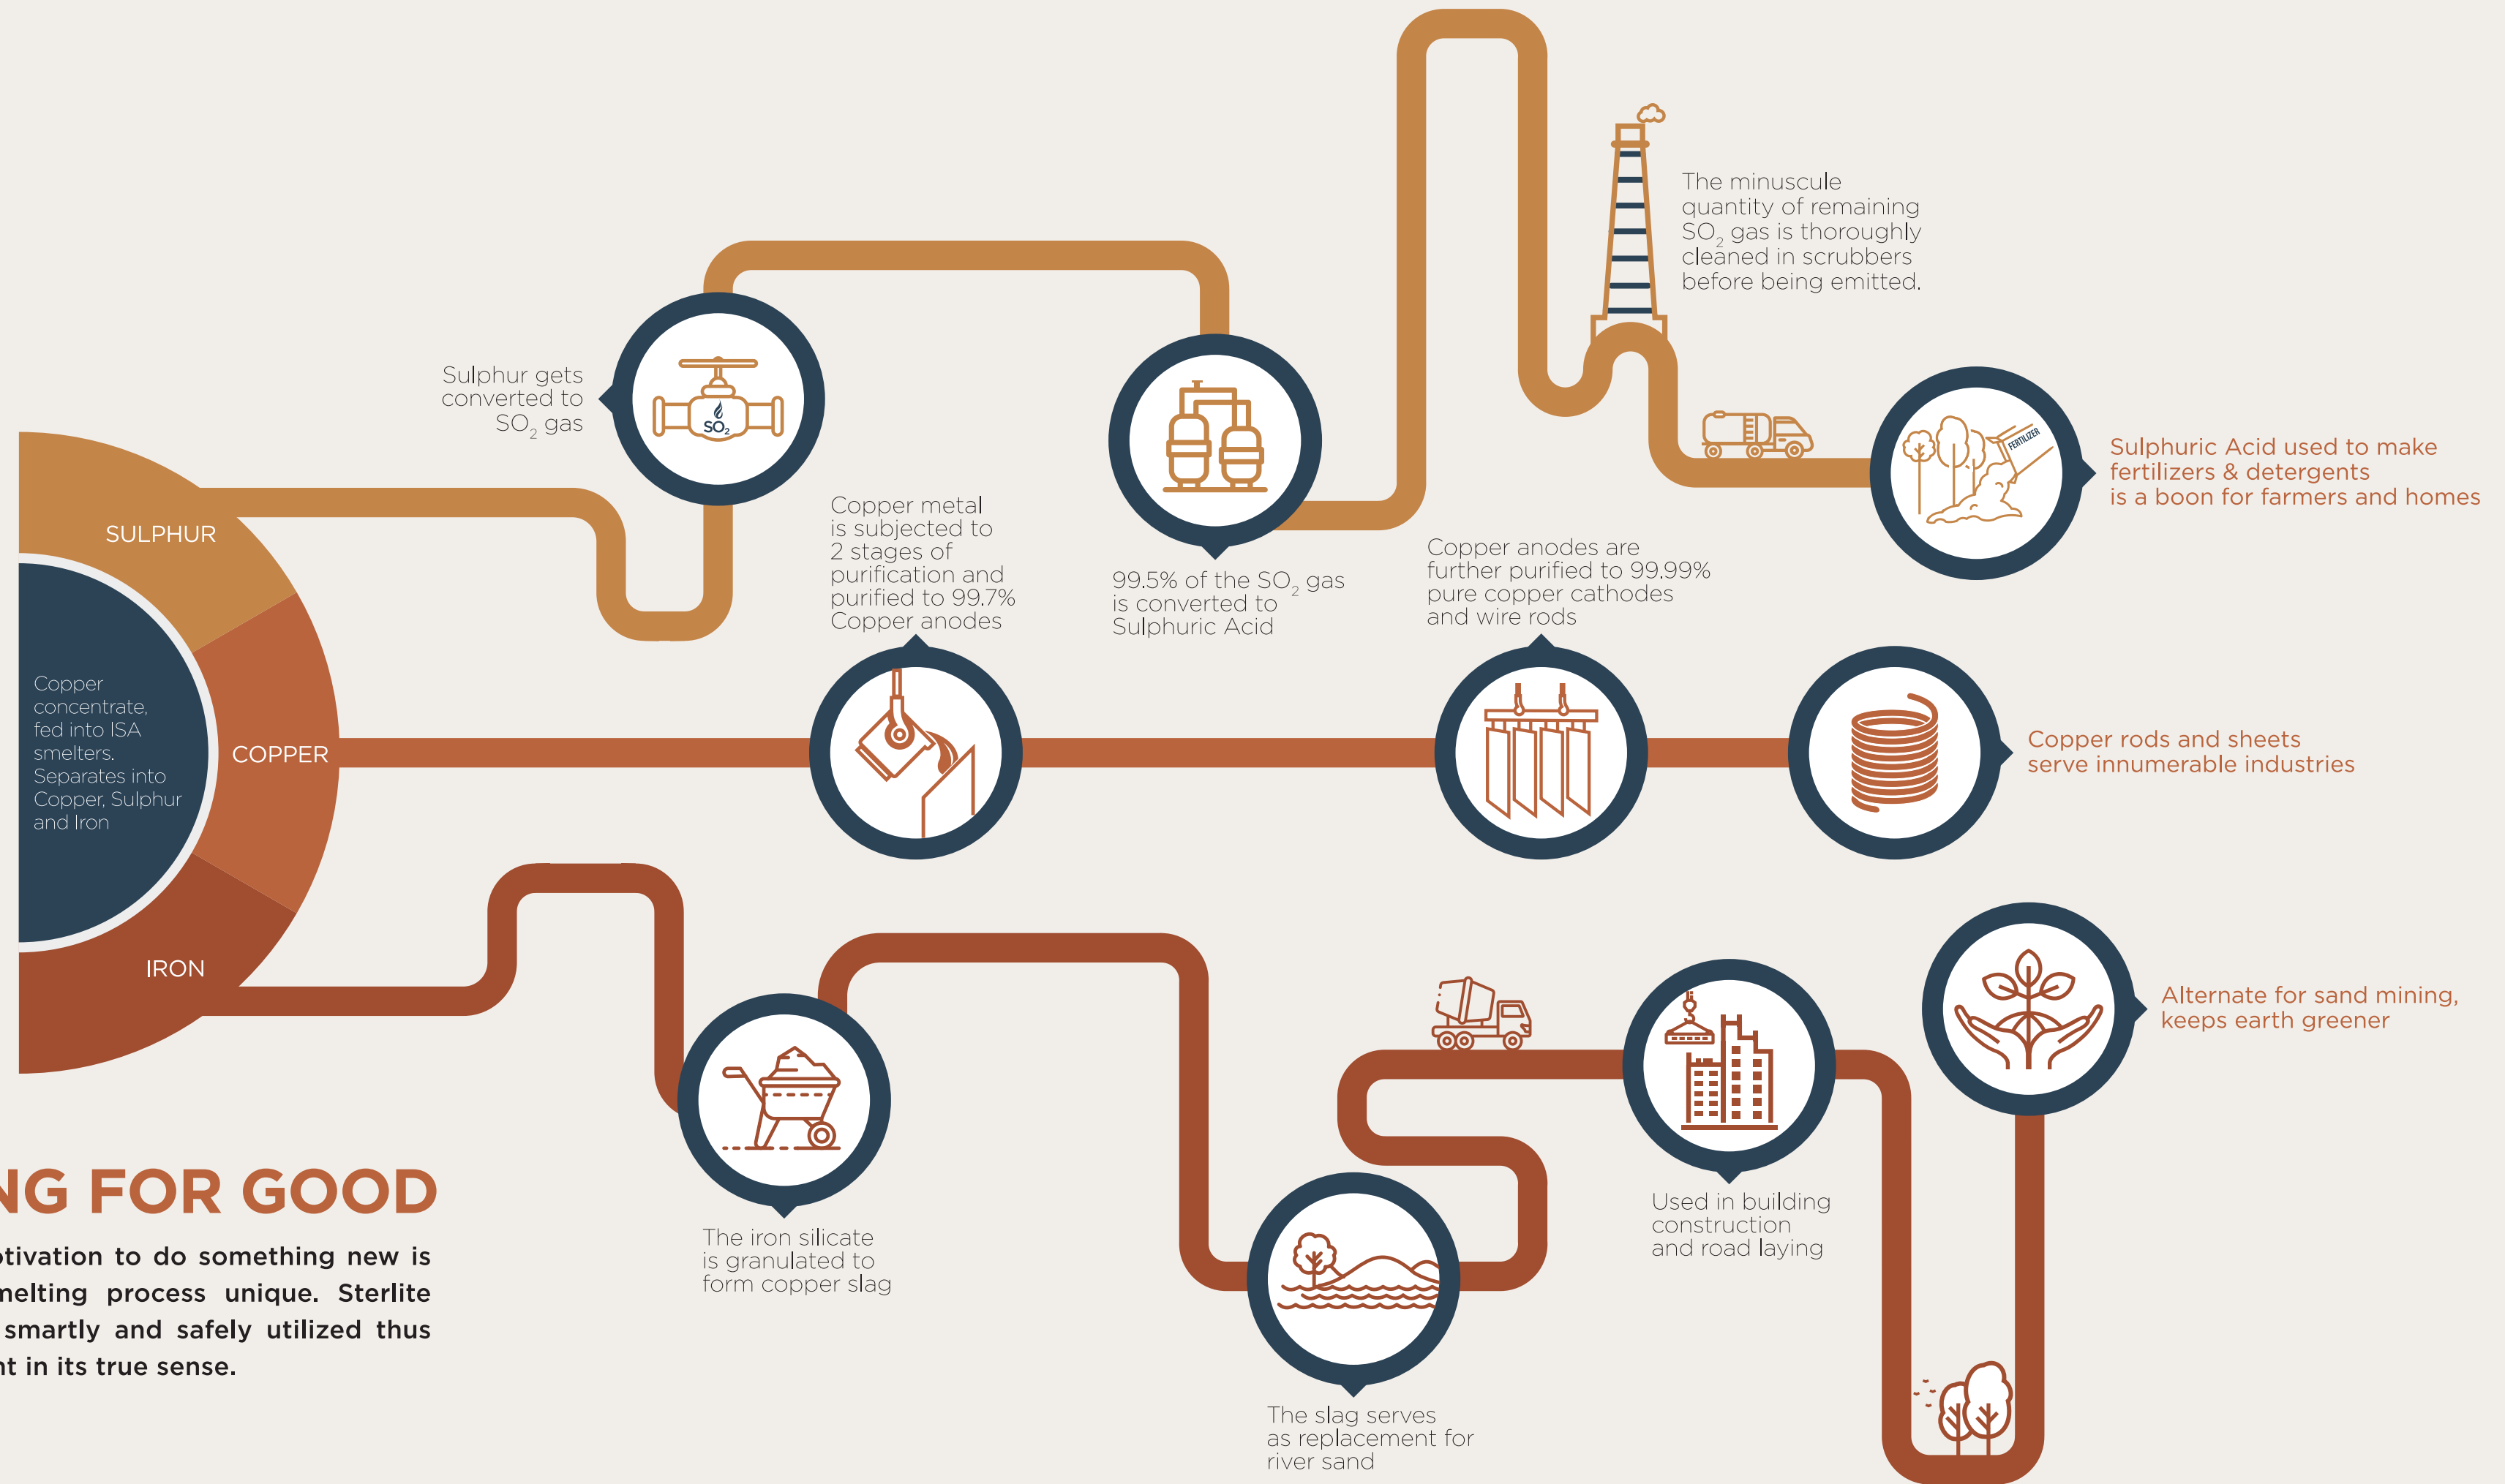 The minuscule
quantity of remaining
SO₂ gas is thoroughly
cleaned in scrubbers
before being emitted.
Sulphur gets
converted to
SO₂ gas
SO₂
FERTILIZER
Sulphuric Acid used to make
fertilizers & detergents
is a boon for farmers and homes
SULPHUR
Copper metal
is subjected to
2 stages of
purification and
purified to 99.7%
Copper anodes
99.5% of the SO₂ gas
is converted to
Sulphuric Acid
Copper anodes are
further purified to 99.99%
pure copper cathodes
and wire rods
Copper
concentrate,
fed into ISA
smelters.
Separates into
Copper, Sulphur
and Iron
COPPER
Copper rods and sheets
serve innumerable industries
IRON
Alternate for sand mining,
keeps earth greener
The iron silicate
is granulated to
form copper slag
Used in building
construction
and road laying
The slag serves
as replacement for
river sand
NG FOR GOOD
otivation to do something new is
melting process unique. Sterlite
smartly and safely utilized thus
nt in its true sense.